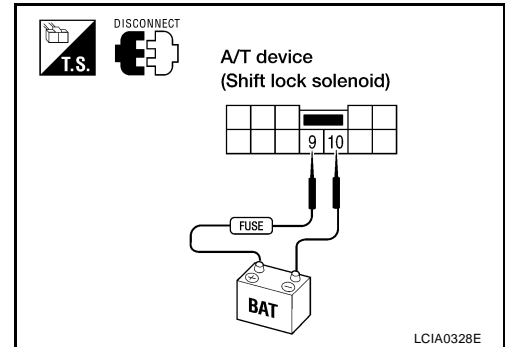 DISCONNECT
T.S.
A/T device
(Shift lock solenoid)
9 10
FUSE
BAT
LCIA0328E